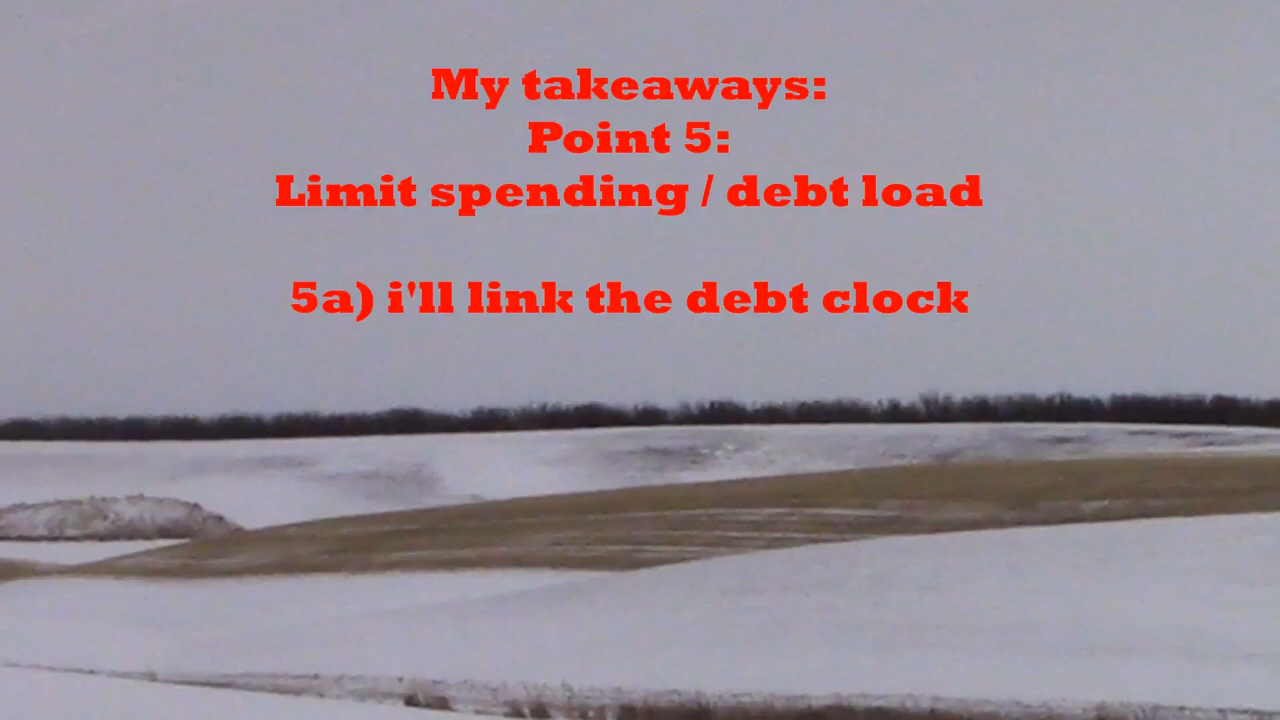 My takeaways:
Point 5:
Limit spending / debt load
5a) i'll link the debt clock